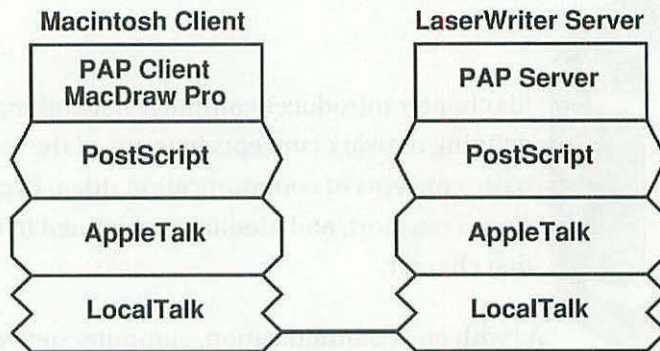 Macintosh Client
LaserWriter Server
PAP Client
MacDraw Pro
PAP Server
PostScript
PostScript
AppleTalk
AppleTalk
LocalTalk
LocalTalk